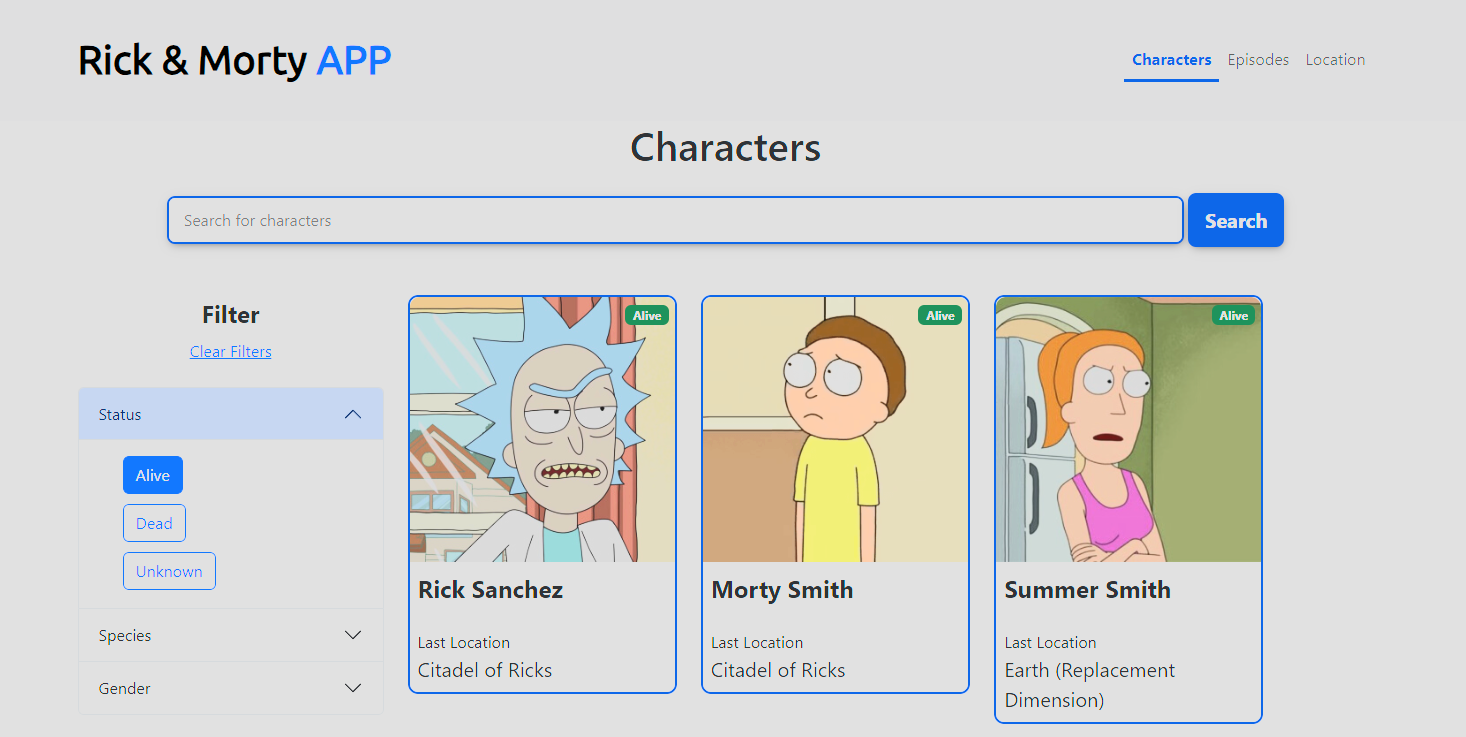 Rick & Morty APP
Characters Episodes Location
Characters
Search for characters
Search
Filter
Clear Filters
Status
Alive
Dead
Unknown
Species
Gender
Alive
Rick Sanchez
Last Location
Citadel of Ricks
Alive
Morty Smith
Last Location
Citadel of Ricks
Alive
Summer Smith
Last Location
Earth (Replacement
Dimension)